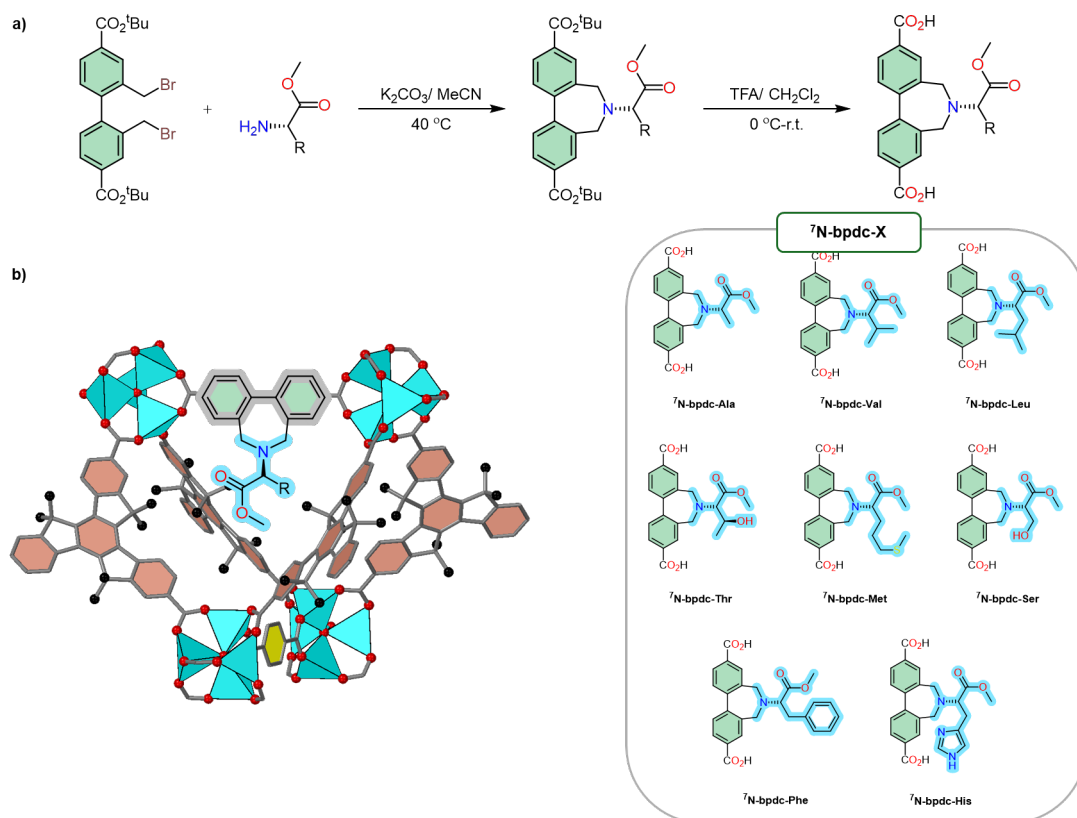 a)
CO₂ᵗBu
Br
Br
CO₂ᵗBu
+
H₂N
O
O
R
K₂CO₃/ MeCN
40 °C
CO₂ᵗBu
N
O
O
R
CO₂ᵗBu
TFA/ CH₂Cl₂
0 °C-r.t.
CO₂H
N
O
O
R
CO₂H
b)
N
O
O
R
⁷N-bpdc-X
CO₂H
N
O
O
CO₂H
⁷N-bpdc-Ala
CO₂H
N
O
O
CO₂H
⁷N-bpdc-Val
CO₂H
N
O
O
CO₂H
⁷N-bpdc-Leu
CO₂H
N
O
O
OH
CO₂H
⁷N-bpdc-Thr
CO₂H
N
O
O
S
CO₂H
⁷N-bpdc-Met
CO₂H
N
O
O
HO
CO₂H
⁷N-bpdc-Ser
CO₂H
N
O
O
CO₂H
⁷N-bpdc-Phe
CO₂H
N
O
O
N
N
H
CO₂H
⁷N-bpdc-His